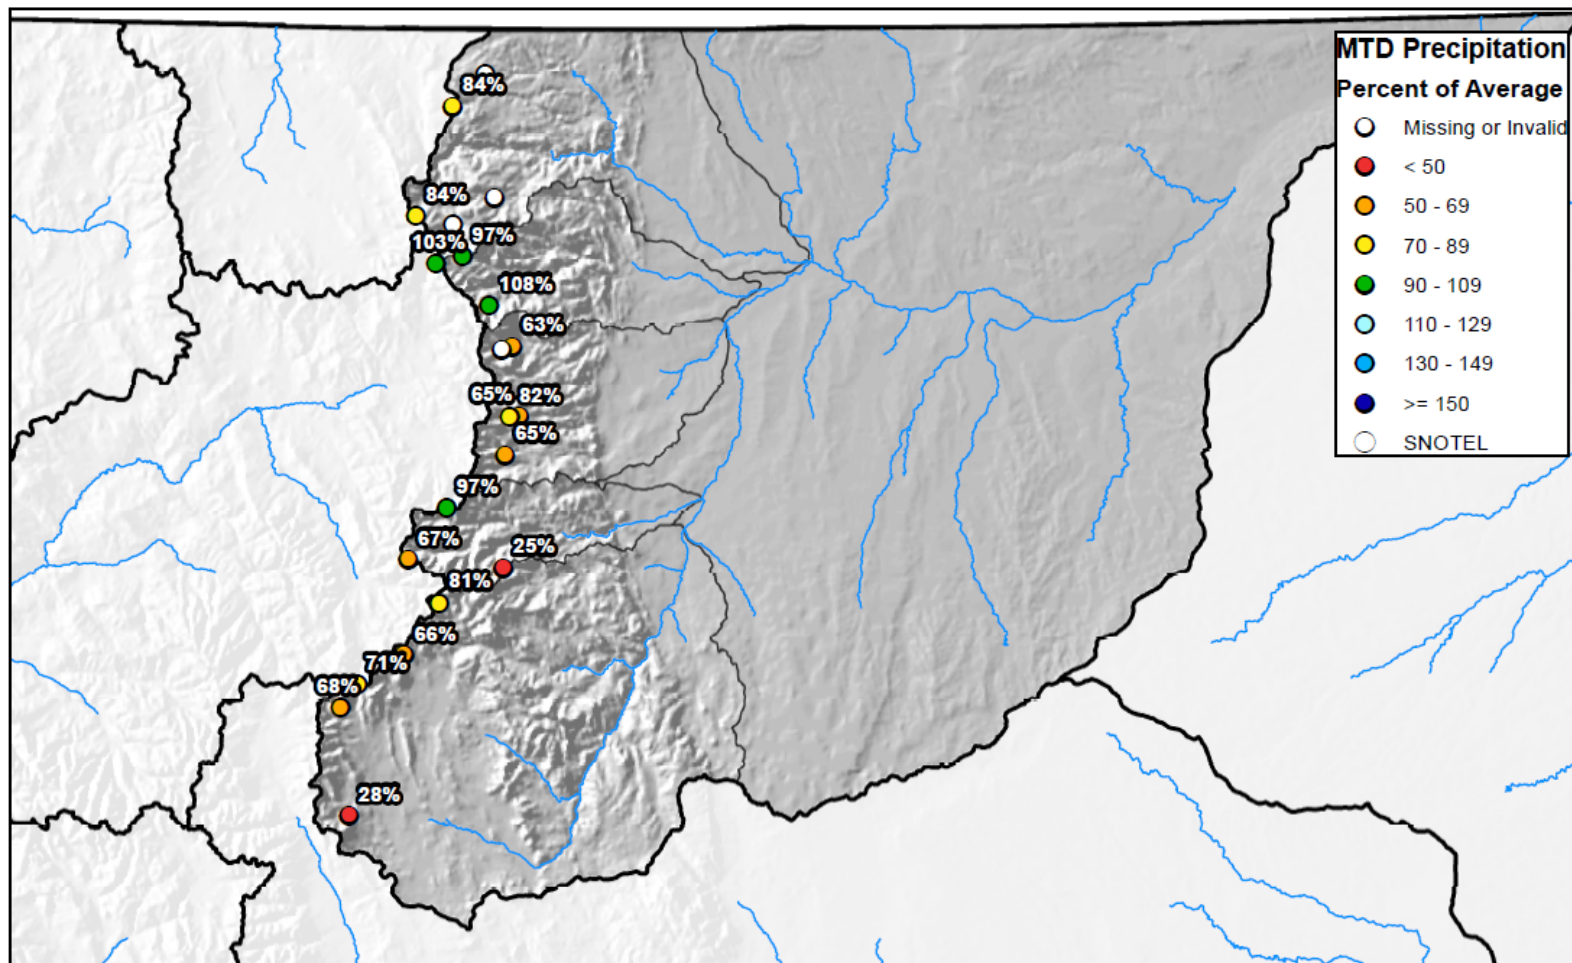 MTD Precipitation
Percent of Average
Missing or Invalid
< 50
50 - 69
70 - 89
90 - 109
110 - 129
130 - 149
>= 150
SNOTEL
84%
84%
97%
103%
108%
63%
65% 82%
65%
97%
67%
25%
81%
66%
71%
68%
28%